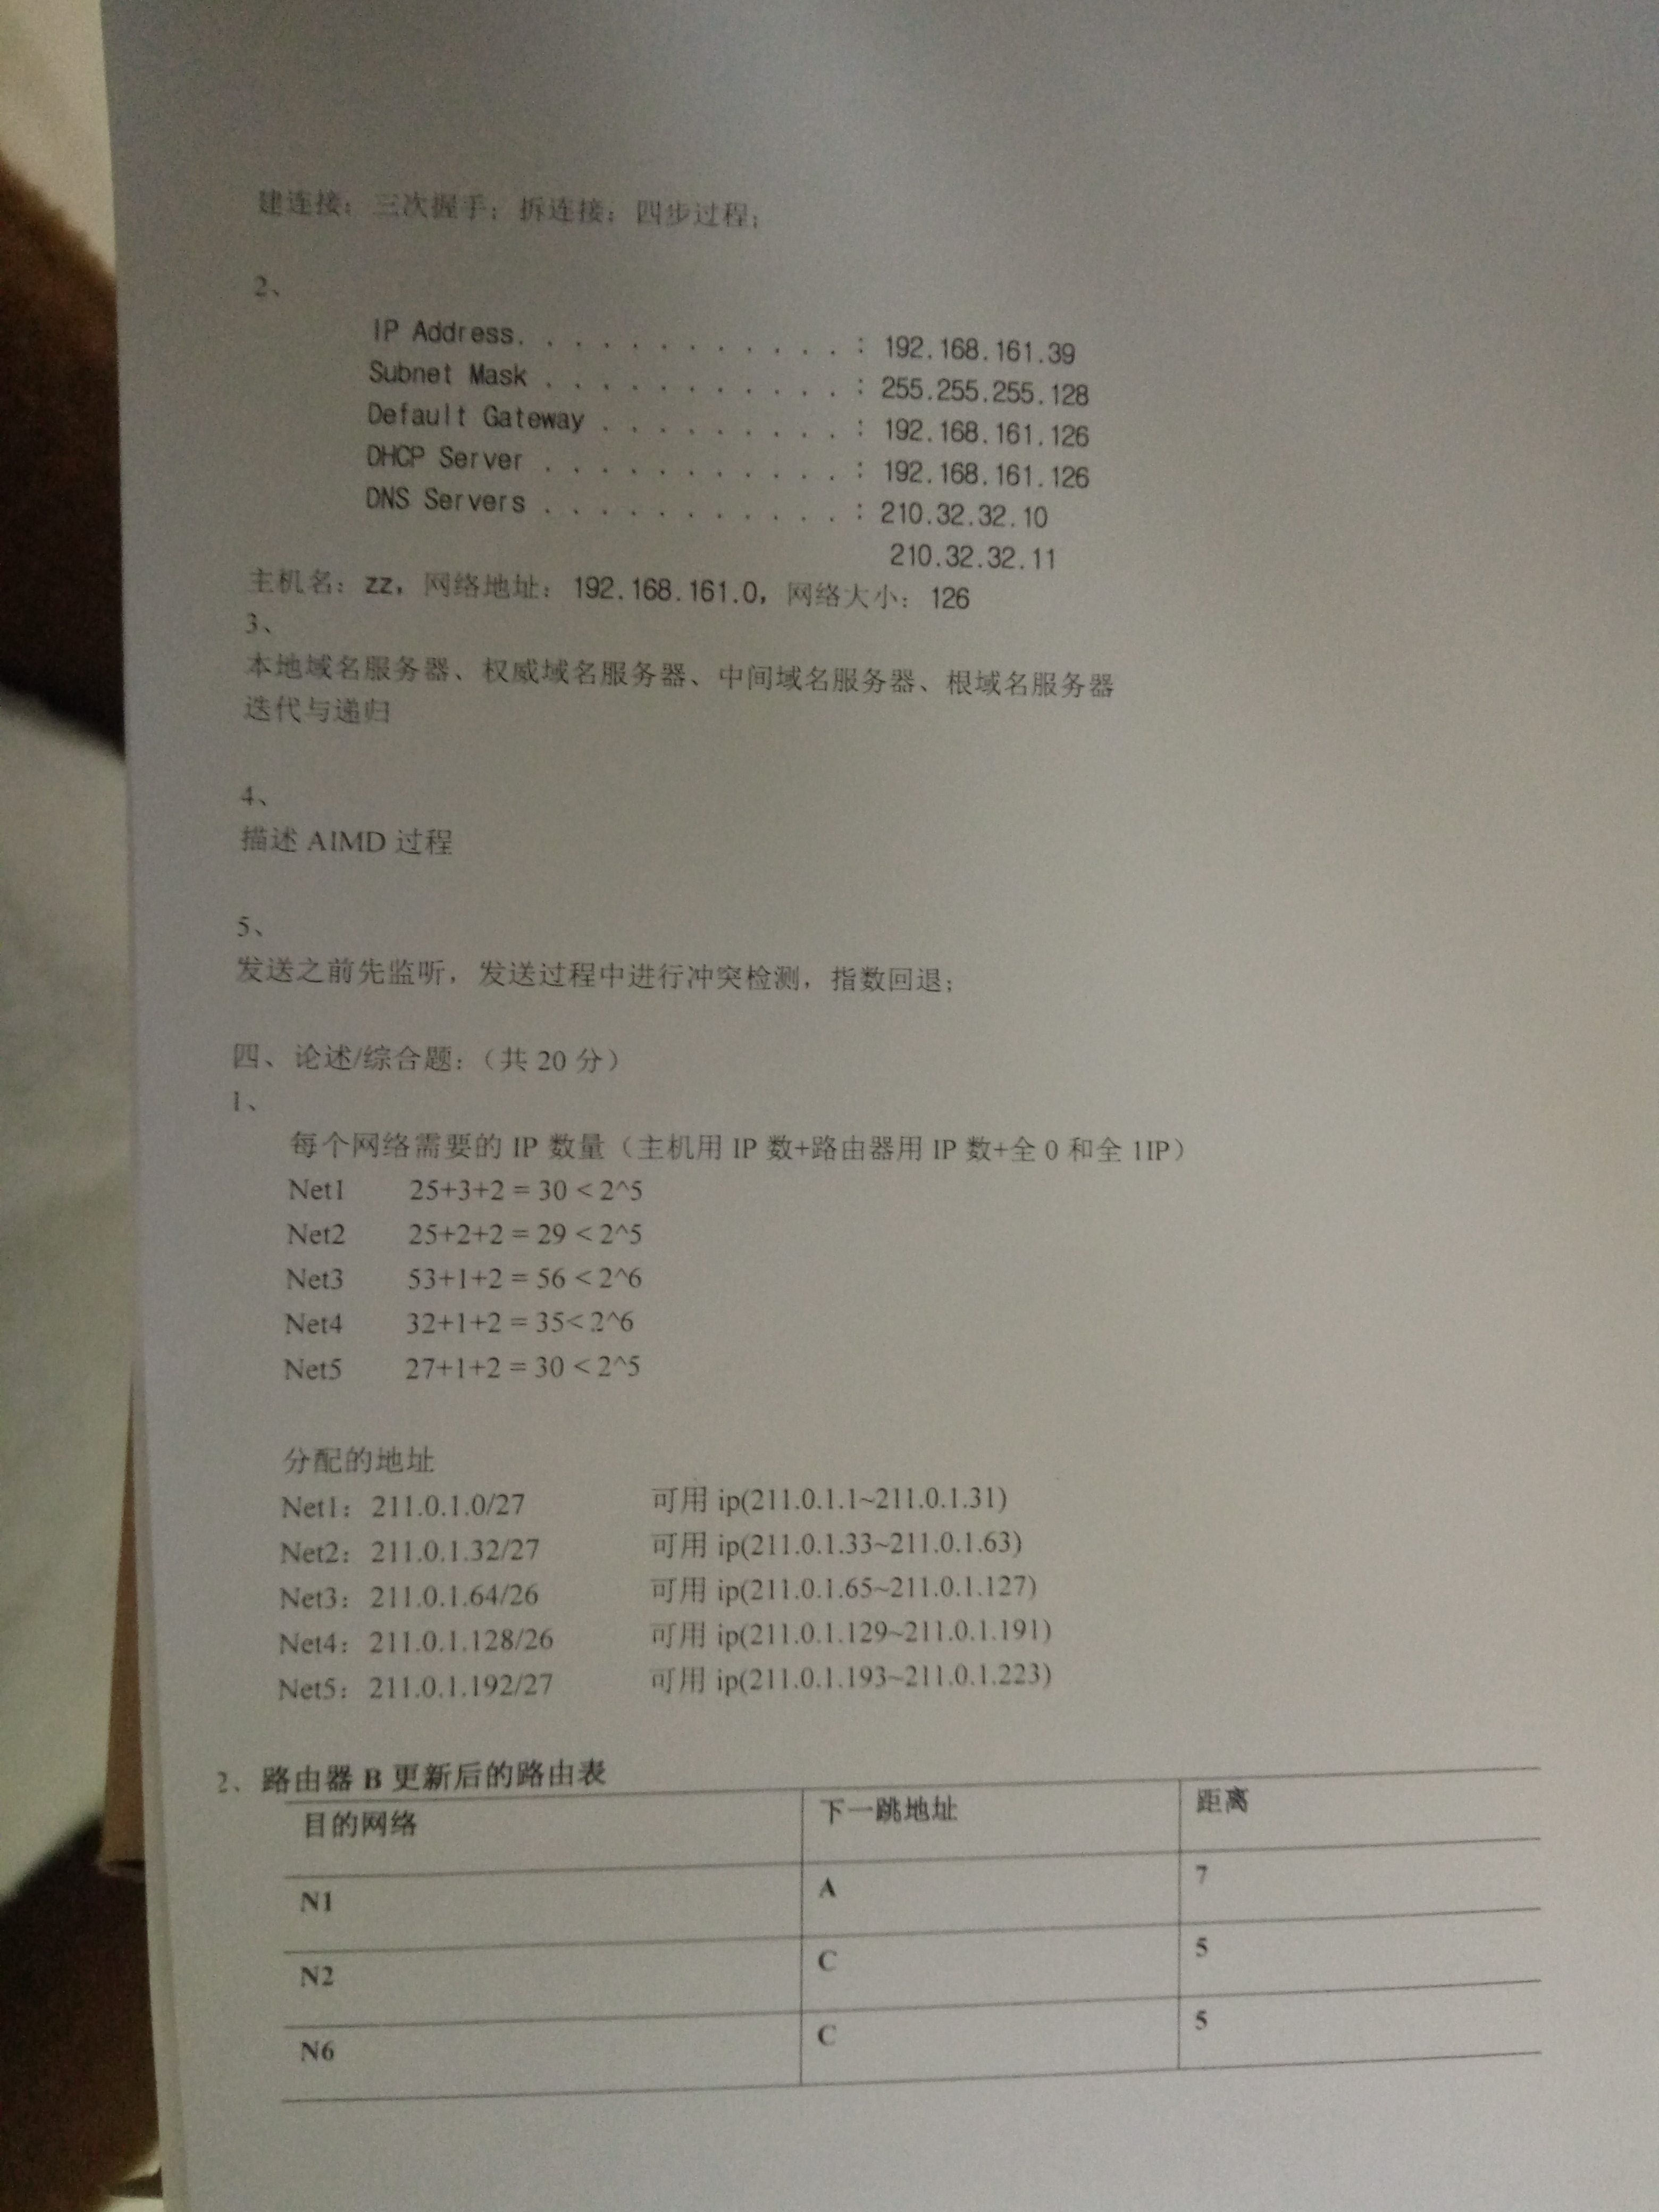 建连接：三次握手；拆连接：四步过程；
2、
IP Address. . . . . . . . . . . . : 192.168.161.39
Subnet Mask . . . . . . . . . . . : 255.255.255.128
Default Gateway . . . . . . . . . : 192.168.161.126
DHCP Server . . . . . . . . . . . : 192.168.161.126
DNS Servers . . . . . . . . . . . : 210.32.32.10
210.32.32.11
主机名：zz，网络地址：192.168.161.0，网络大小：126
3、
本地域名服务器、权威域名服务器、中间域名服务器、根域名服务器
迭代与递归
4、
描述 AIMD 过程
5、
发送之前先监听，发送过程中进行冲突检测，指数回退；
四、论述/综合题：（共 20 分）
1、
每个网络需要的 IP 数量（主机用 IP 数+路由器用 IP 数+全 0 和全 1IP）
Net1 25+3+2 = 30 < 2^5
Net2 25+2+2 = 29 < 2^5
Net3 53+1+2 = 56 < 2^6
Net4 32+1+2 = 35< 2^6
Net5 27+1+2 = 30 < 2^5
分配的地址
Net1：211.0.1.0/27 可用 ip(211.0.1.1~211.0.1.31)
Net2：211.0.1.32/27 可用 ip(211.0.1.33~211.0.1.63)
Net3：211.0.1.64/26 可用 ip(211.0.1.65~211.0.1.127)
Net4：211.0.1.128/26 可用 ip(211.0.1.129~211.0.1.191)
Net5：211.0.1.192/27 可用 ip(211.0.1.193~211.0.1.223)
2、路由器 B 更新后的路由表
目的网络 下一跳地址 距离
N1 A 7
N2 C 5
N6 C 5